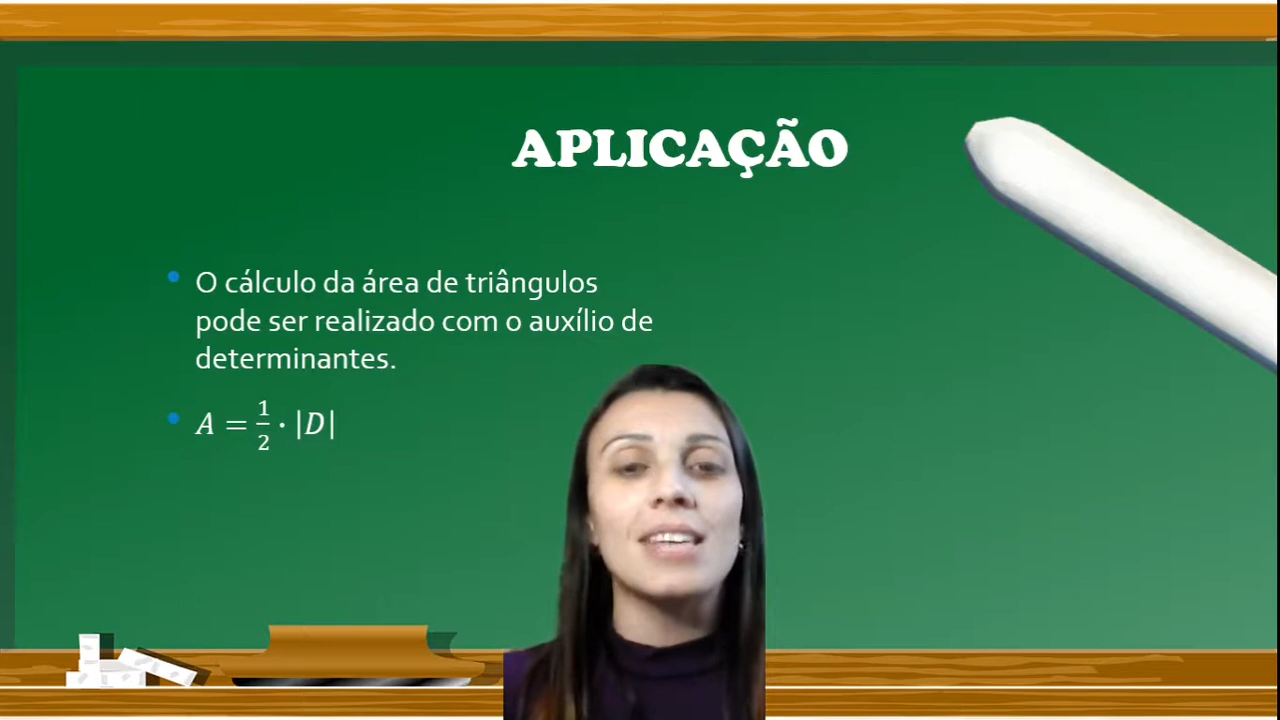 APLICAÇÃO
• O cálculo da área de triângulos
pode ser realizado com o auxílio de
determinantes.
• A = 1/2 · |D|